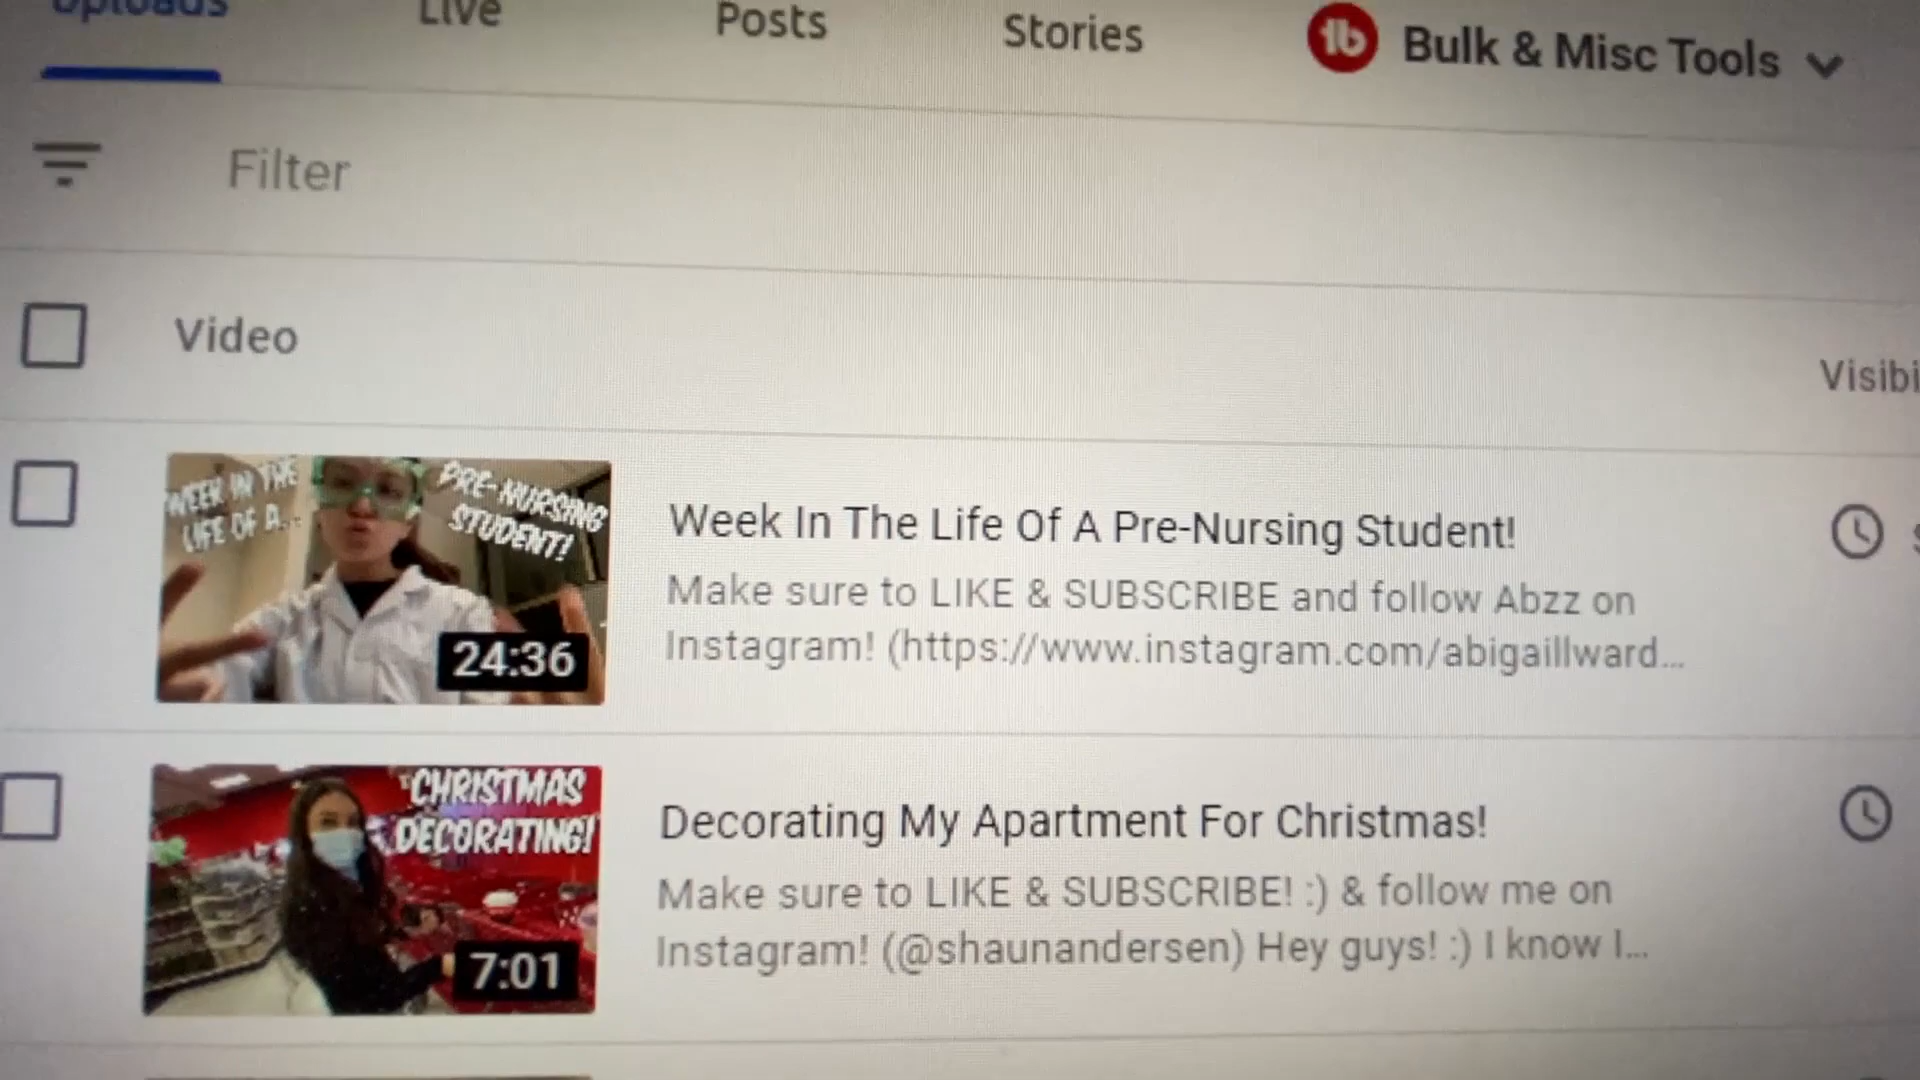 Uploads
Live
Posts
Stories
Bulk & Misc Tools
Filter
Video
Visibi
WEEK IN THE
LIFE OF A...
PRE-NURSING
STUDENT!
24:36
Week In The Life Of A Pre-Nursing Student!
Make sure to LIKE & SUBSCRIBE and follow Abzz on
Instagram! (https://www.instagram.com/abigaillward...
CHRISTMAS
DECORATING!
7:01
Decorating My Apartment For Christmas!
Make sure to LIKE & SUBSCRIBE! :) & follow me on
Instagram! (@shaunandersen) Hey guys! :) I know I...